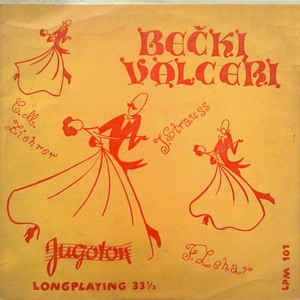 BEČKI
VALCERI
C.M.
Ziehrer
J. Strauss
F. Lehar
Jugoton
LONGPLAYING 33⅓
LPM 101